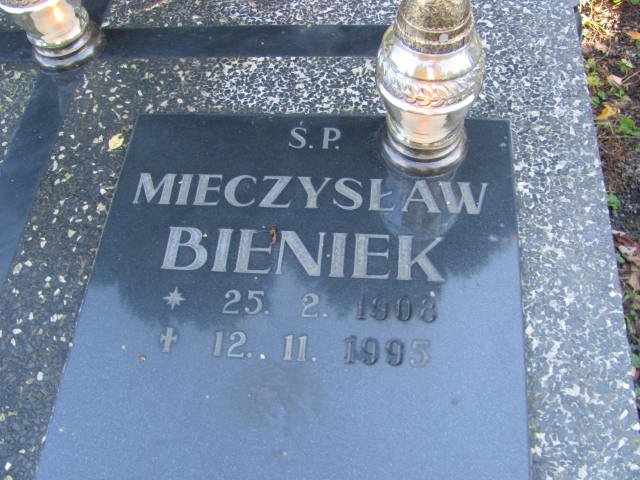 S.P.
MIECZYSŁAW
BIENIEK
* 25. 2. 1908
† 12. 11. 1995